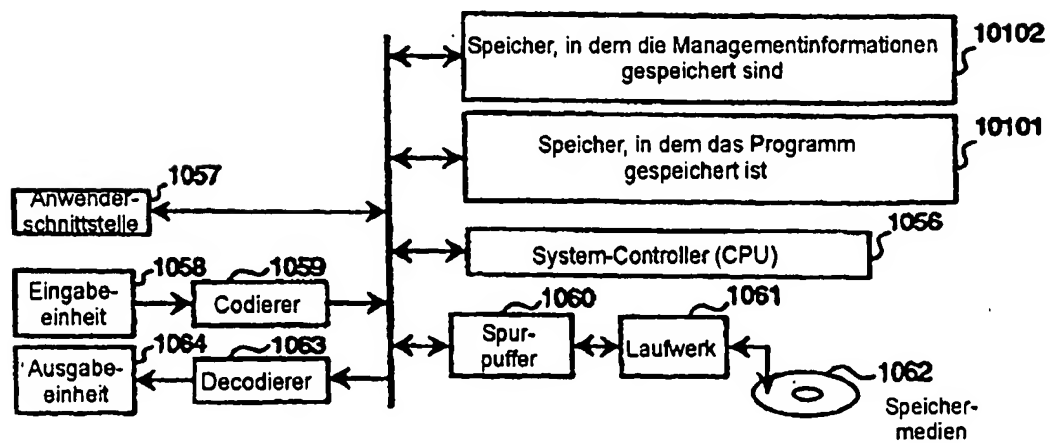 Speicher, in dem die Managementinformationen
gespeichert sind
10102
Speicher, in dem das Programm
gespeichert ist
10101
1057
Anwender-
schnittstelle
System-Controller (CPU)
1056
1058
Eingabe-
einheit
1059
Codierer
1060
Spur-
puffer
1061
Laufwerk
1064
Ausgabe-
einheit
1063
Decodierer
1062
Speicher-
medien